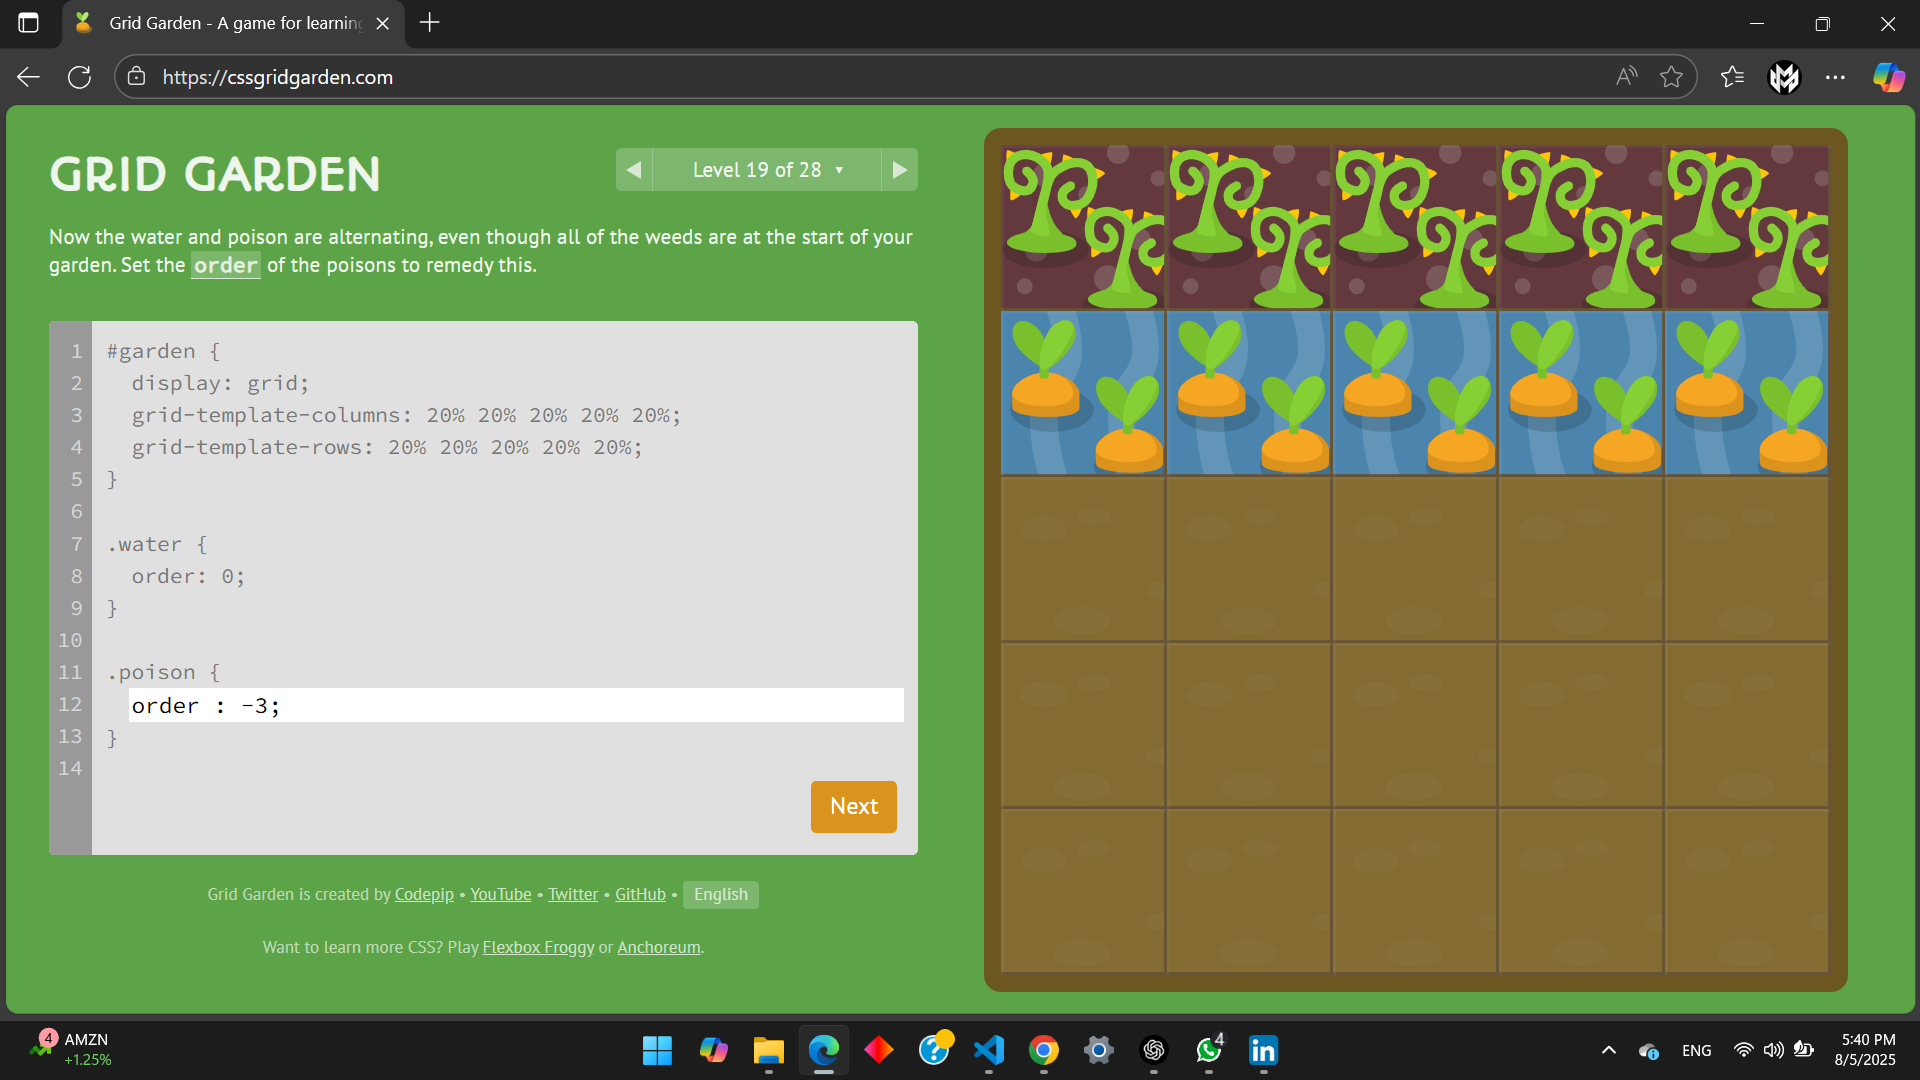 Grid Garden - A game for learning
https://cssgridgarden.com
GRID GARDEN
Level 19 of 28
Now the water and poison are alternating, even though all of the weeds are at the start of your
garden. Set the order of the poisons to remedy this.
1 #garden {
2 display: grid;
3 grid-template-columns: 20% 20% 20% 20% 20%;
4 grid-template-rows: 20% 20% 20% 20% 20%;
5 }
6
7 .water {
8 order: 0;
9 }
10
11 .poison {
12 order : -3;
13 }
14
Next
Grid Garden is created by Codepip • YouTube • Twitter • GitHub • English
Want to learn more CSS? Play Flexbox Froggy or Anchoreum.
4
AMZN
+1.25%
4
ENG
5:40 PM
8/5/2025